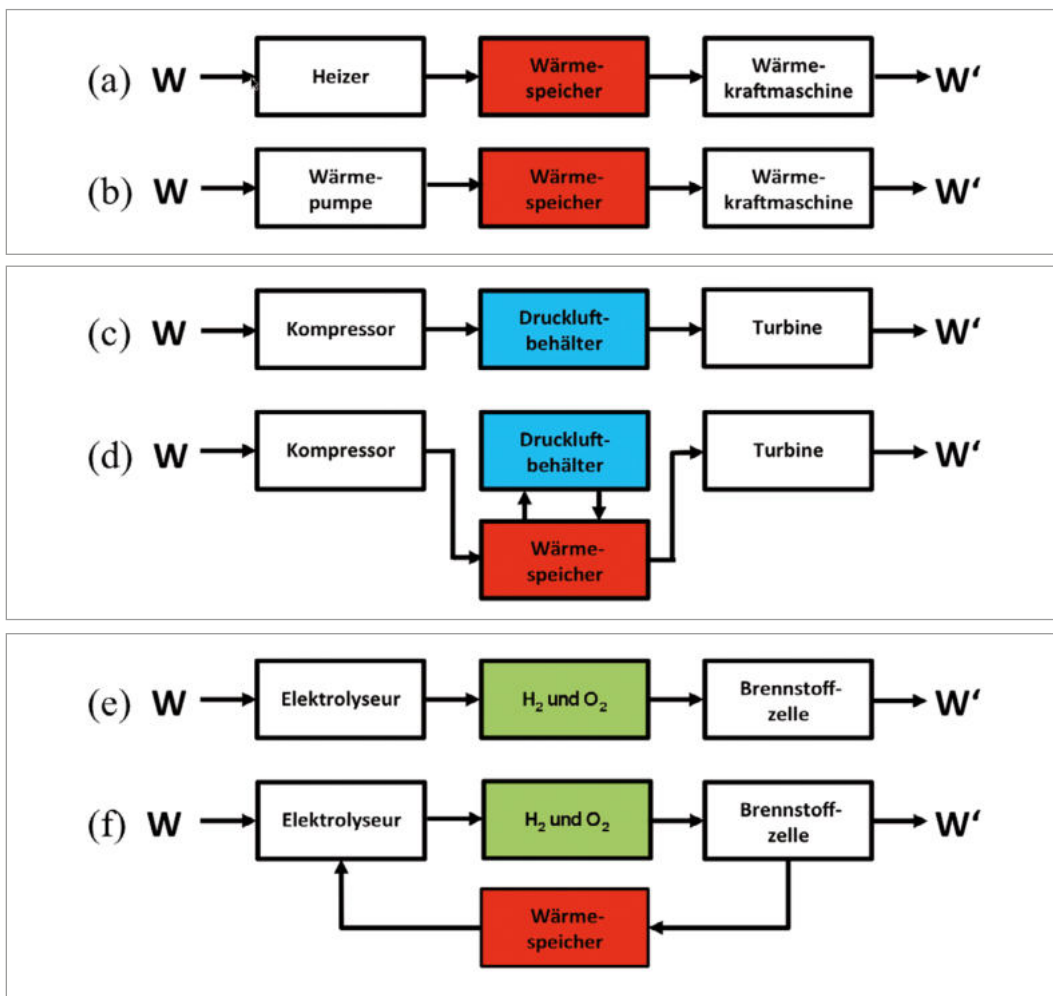 (a) W Heizer Wärme- Wärme- W‘
speicher kraftmaschine
(b) W Wärme- Wärme- Wärme- W‘
pumpe speicher kraftmaschine
(c) W Kompressor Druckluft- Turbine W‘
behälter
(d) W Kompressor Druckluft- Turbine W‘
behälter
Wärme-
speicher
(e) W Elektrolyseur H₂ und O₂ Brennstoff- W‘
zelle
(f) W Elektrolyseur H₂ und O₂ Brennstoff- W‘
zelle
Wärme-
speicher